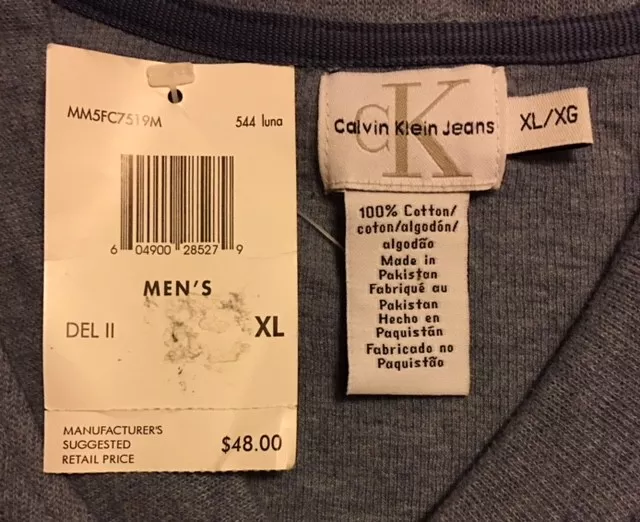 MM5FC7519M 544 luna
6 04900 28527 9
MEN'S
DEL II XL
MANUFACTURER'S
SUGGESTED
RETAIL PRICE $48.00
CK
Calvin Klein Jeans
XL/XG
100% Cotton/
coton/algodón/
algodão
Made in
Pakistan
Fabriqué au
Pakistan
Hecho en
Paquistán
Fabricado no
Paquistão